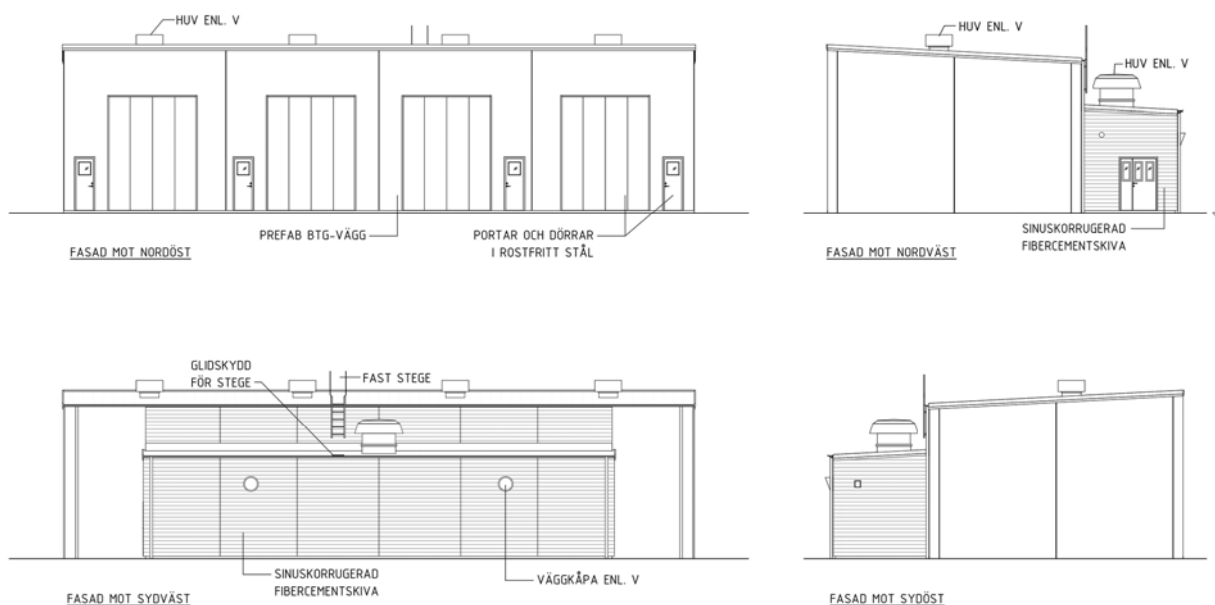 HUV ENL. V
PREFAB BTG-VÄGG
PORTAR OCH DÖRRAR
I ROSTFRITT STÅL
FASAD MOT NORDÖST
HUV ENL. V
HUV ENL. V
SINUSKORRUGERAD
FIBERCEMENTSKIVA
FASAD MOT NORDVÄST
GLIDSKYDD
FÖR STEGE
FAST STEGE
SINUSKORRUGERAD
FIBERCEMENTSKIVA
VÄGGKÅPA ENL. V
FASAD MOT SYDVÄST
FASAD MOT SYDÖST